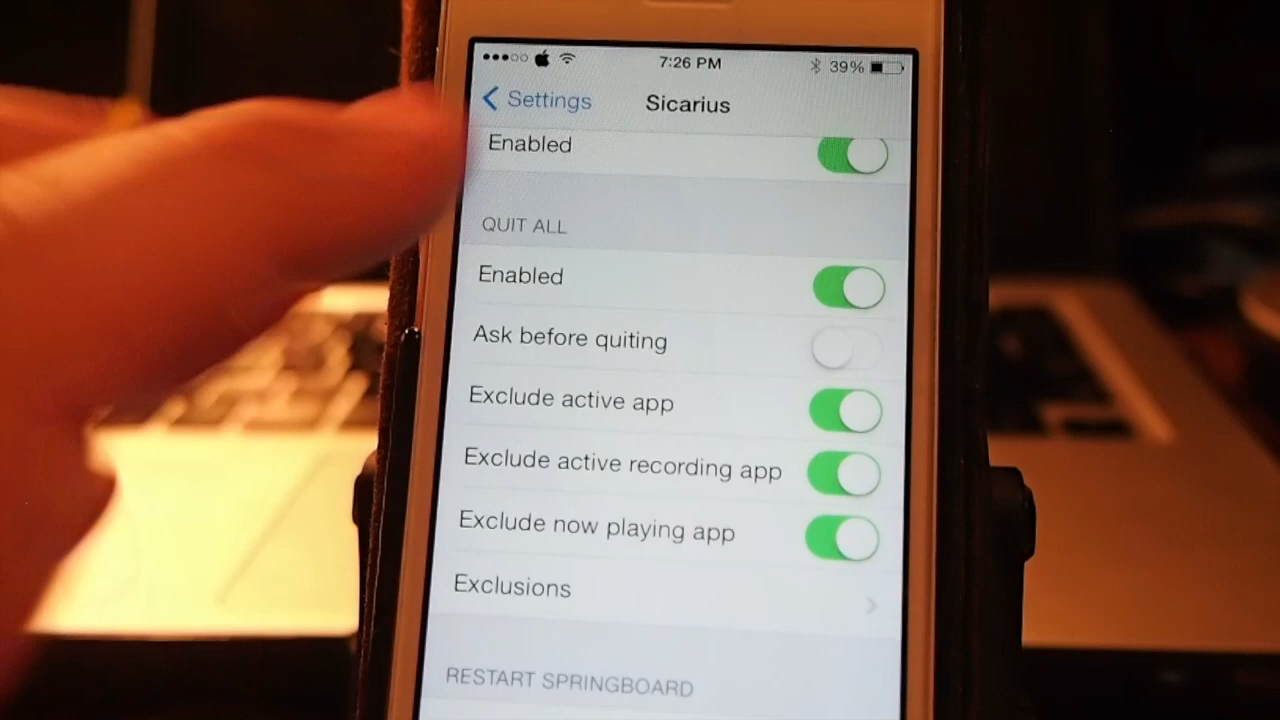 7:26 PM 39%
Settings Sicarius
Enabled
QUIT ALL
Enabled
Ask before quiting
Exclude active app
Exclude active recording app
Exclude now playing app
Exclusions
RESTART SPRINGBOARD